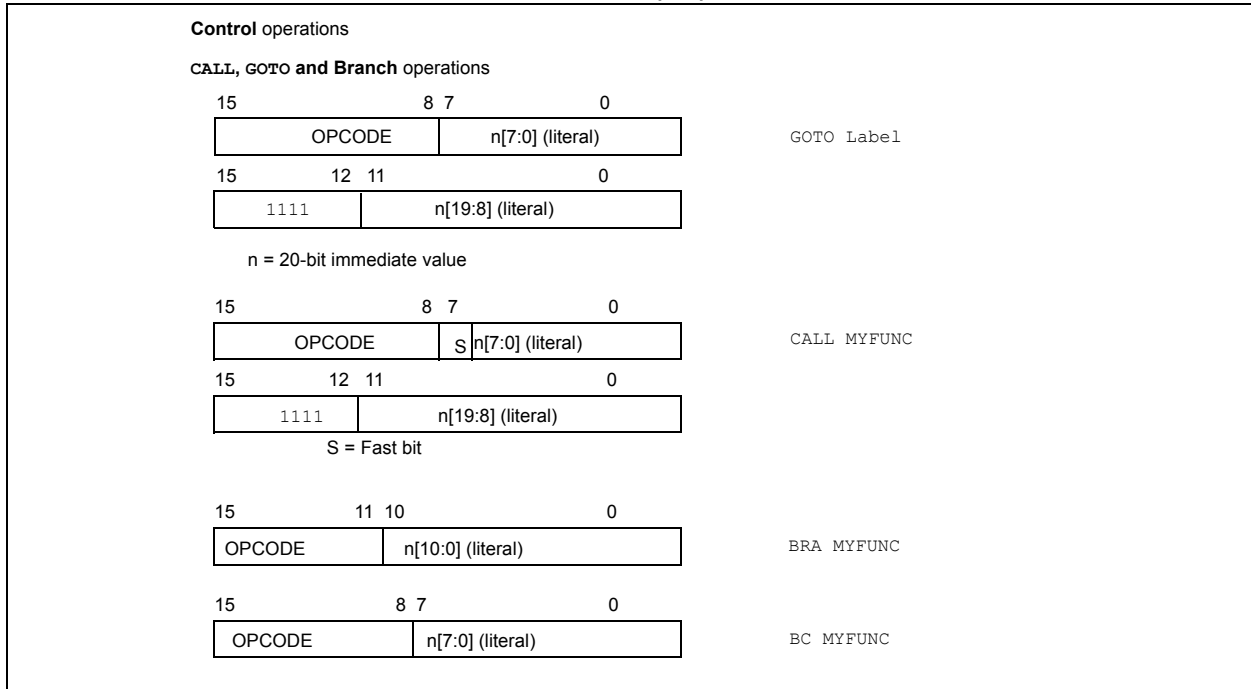 Control operations
CALL, GOTO and Branch operations
15 8 7 0
OPCODE n[7:0] (literal) GOTO Label
15 12 11 0
1111 n[19:8] (literal)
n = 20-bit immediate value
15 8 7 0
OPCODE S n[7:0] (literal) CALL MYFUNC
15 12 11 0
1111 n[19:8] (literal)
S = Fast bit
15 11 10 0
OPCODE n[10:0] (literal) BRA MYFUNC
15 8 7 0
OPCODE n[7:0] (literal) BC MYFUNC